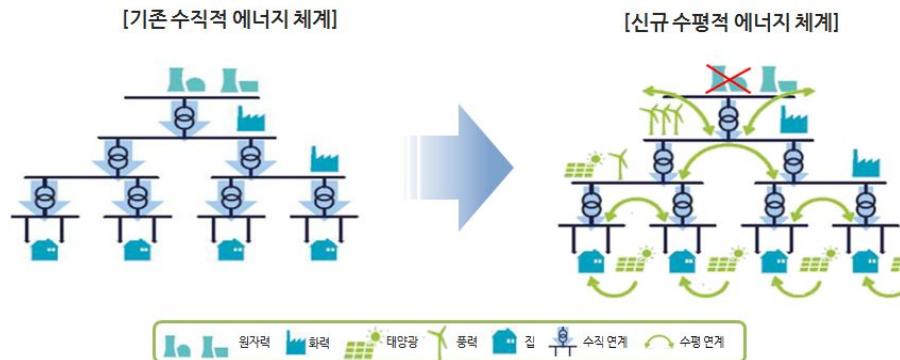 [기존 수직적 에너지 체계]
[신규 수평적 에너지 체계]
원자력 화력 태양광 풍력 집 수직 연계 수평 연계